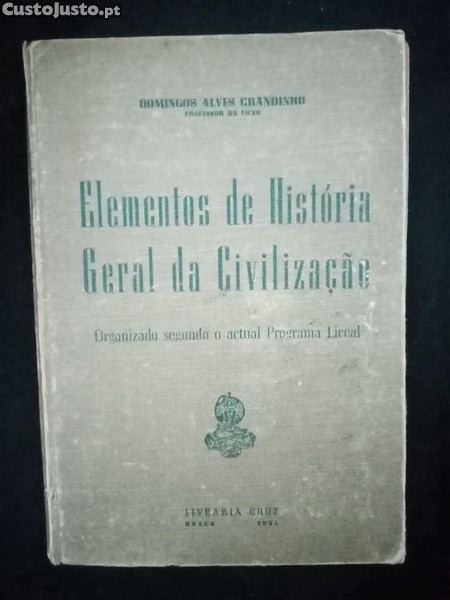 CustoJusto.pt
DOMINGOS ALVES GRANDINHO
PROFESSOR DO LICEU
Elementos de História
Geral da Civilização
Organizado segundo o actual Programa Liceal
LIVRARIA CRUZ
BRAGA